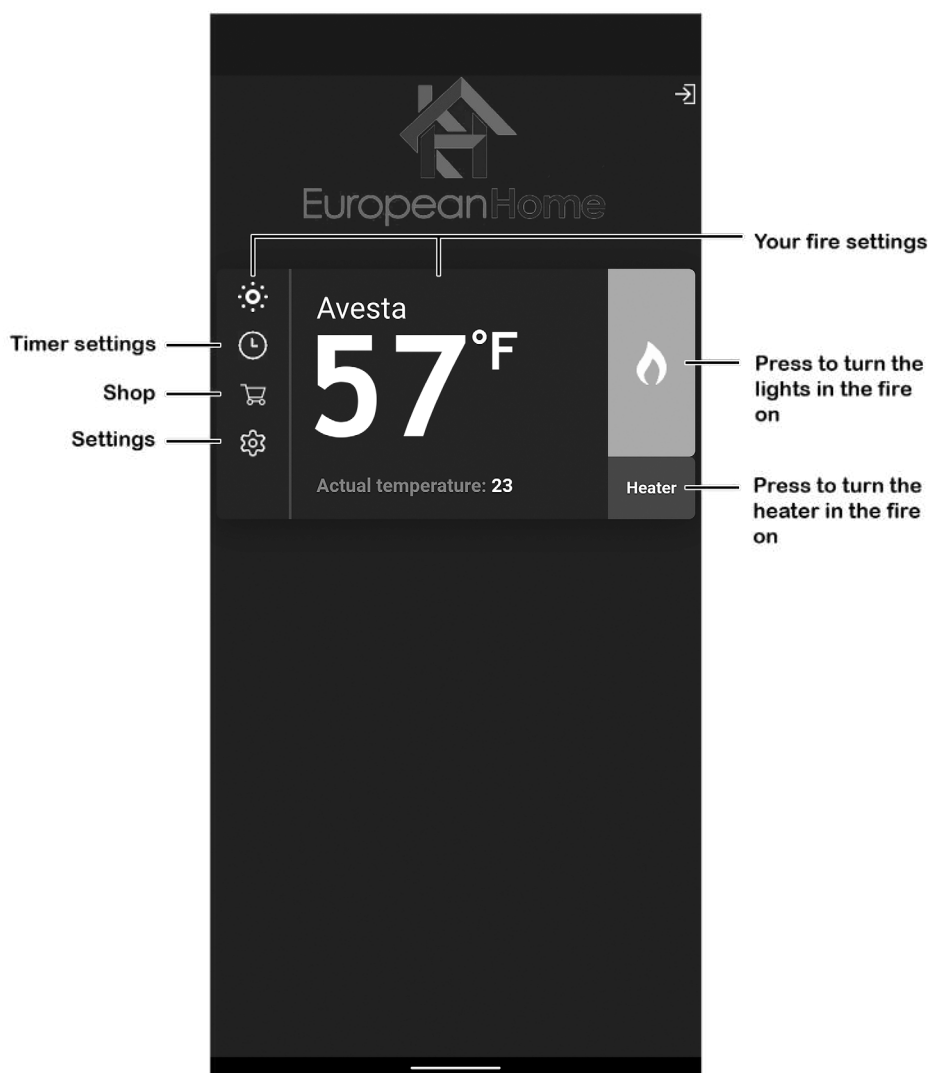 EuropeanHome
Your fire settings
Avesta
57°F
Timer settings
Shop
Settings
Press to turn the
lights in the fire
on
Actual temperature: 23
Heater
Press to turn the
heater in the fire
on